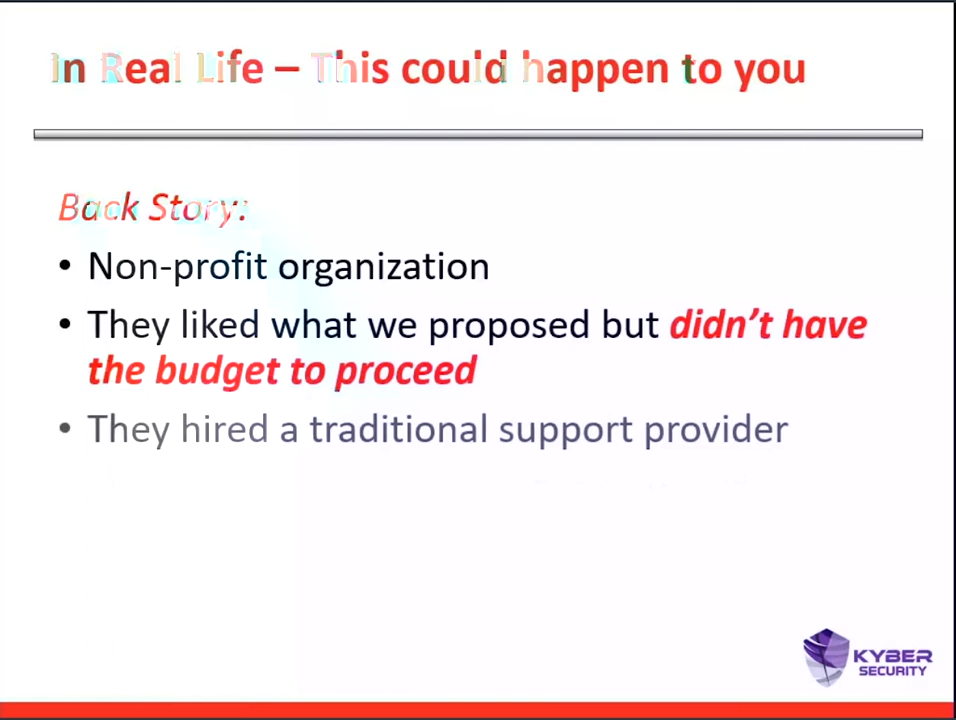 In Real Life – This could happen to you
Back Story:
• Non-profit organization
• They liked what we proposed but didn’t have
the budget to proceed
• They hired a traditional support provider
KYBER
SECURITY